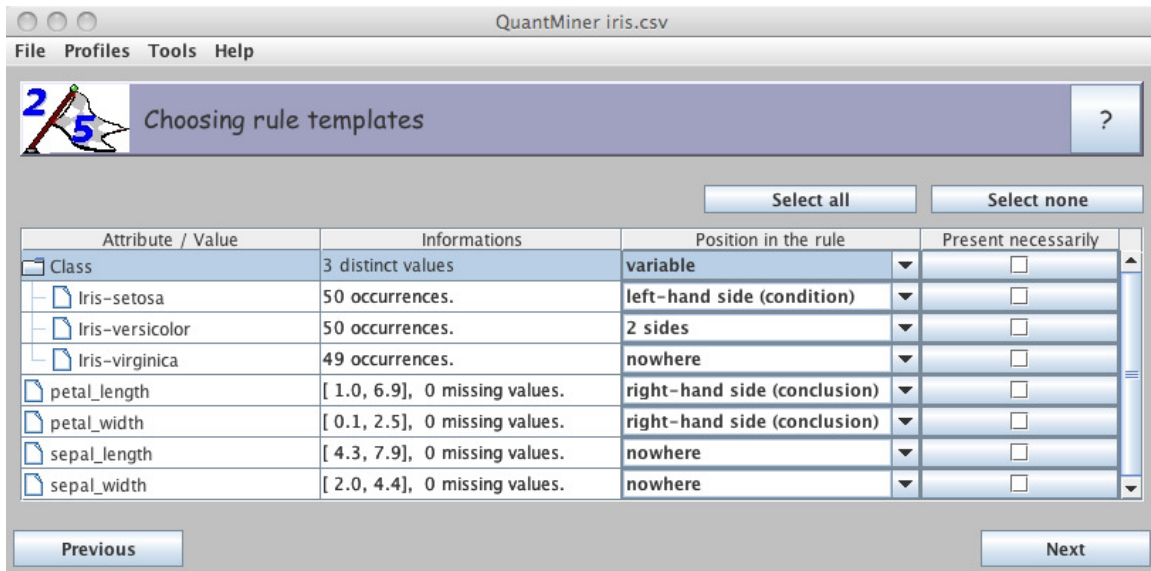 QuantMiner iris.csv
File Profiles Tools Help
2 5 Choosing rule templates ?
Select all Select none
Attribute / Value Informations Position in the rule Present necessarily
Class 3 distinct values variable
Iris-setosa 50 occurrences. left-hand side (condition)
Iris-versicolor 50 occurrences. 2 sides
Iris-virginica 49 occurrences. nowhere
petal_length [ 1.0, 6.9], 0 missing values. right-hand side (conclusion)
petal_width [ 0.1, 2.5], 0 missing values. right-hand side (conclusion)
sepal_length [ 4.3, 7.9], 0 missing values. nowhere
sepal_width [ 2.0, 4.4], 0 missing values. nowhere
Previous Next